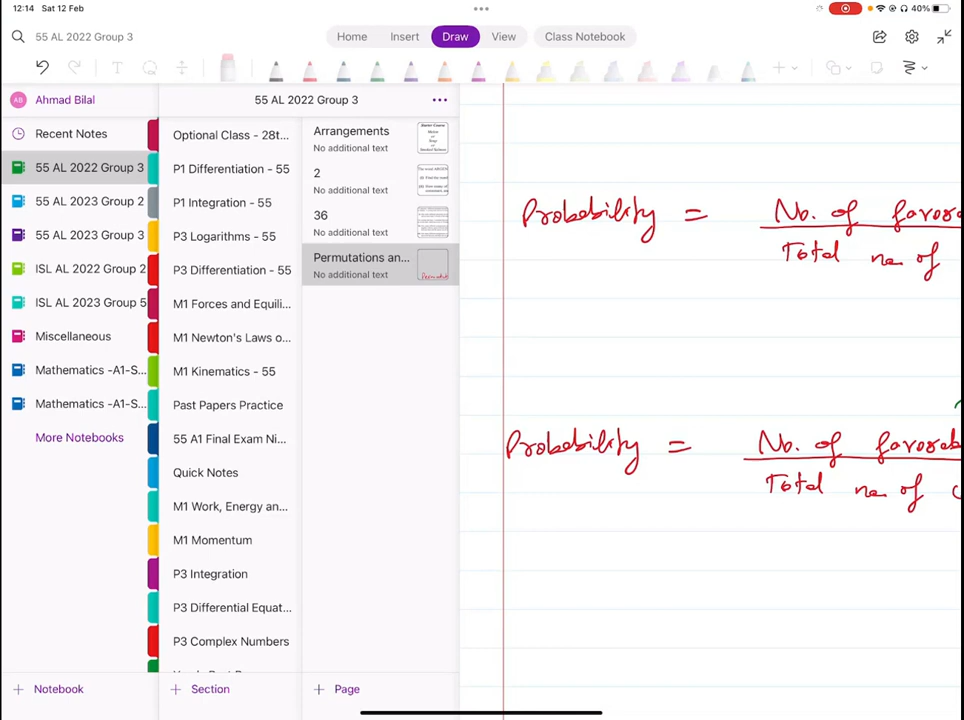 12:14 Sat 12 Feb
40%
55 AL 2022 Group 3
Home Insert Draw View Class Notebook
AB Ahmad Bilal
Recent Notes
55 AL 2022 Group 3
55 AL 2023 Group 2
55 AL 2023 Group 3
ISL AL 2022 Group 2
ISL AL 2023 Group 5
Miscellaneous
Mathematics -A1-S...
Mathematics -A1-S...
More Notebooks
Notebook
55 AL 2022 Group 3
Optional Class - 28t...
P1 Differentiation - 55
P1 Integration - 55
P3 Logarithms - 55
P3 Differentiation - 55
M1 Forces and Equili...
M1 Newton's Laws o...
M1 Kinematics - 55
Past Papers Practice
55 A1 Final Exam Ni...
Quick Notes
M1 Work, Energy an...
M1 Momentum
P3 Integration
P3 Differential Equat...
P3 Complex Numbers
Section
Arrangements
No additional text
2
No additional text
36
No additional text
Permutations an...
No additional text
Page
Probability = No. of favora
Total no of
Probability = No. of favorab
Total no of